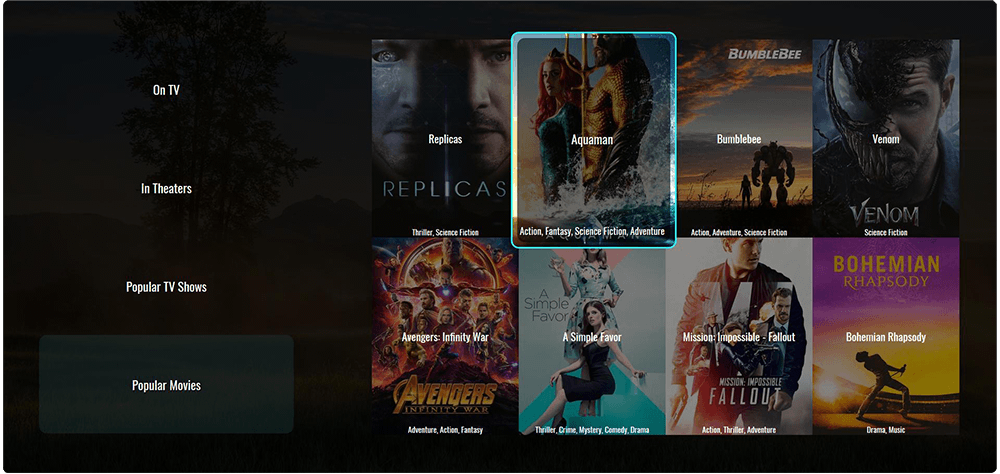 On TV
In Theaters
Popular TV Shows
Popular Movies
Replicas
REPLICAS
Thriller, Science Fiction
Aquaman
Action, Fantasy, Science Fiction, Adventure
BUMBLEBEE
Bumblebee
Action, Adventure, Science Fiction
Venom
VENOM
Science Fiction
Avengers: Infinity War
AVENGERS
INFINITY WAR
Adventure, Action, Fantasy
A
Simple
Favor
A Simple Favor
Thriller, Crime, Mystery, Comedy, Drama
Mission: Impossible - Fallout
MISSION: IMPOSSIBLE
FALLOUT
Action, Thriller, Adventure
BOHEMIAN
RHAPSODY
Bohemian Rhapsody
Drama, Music